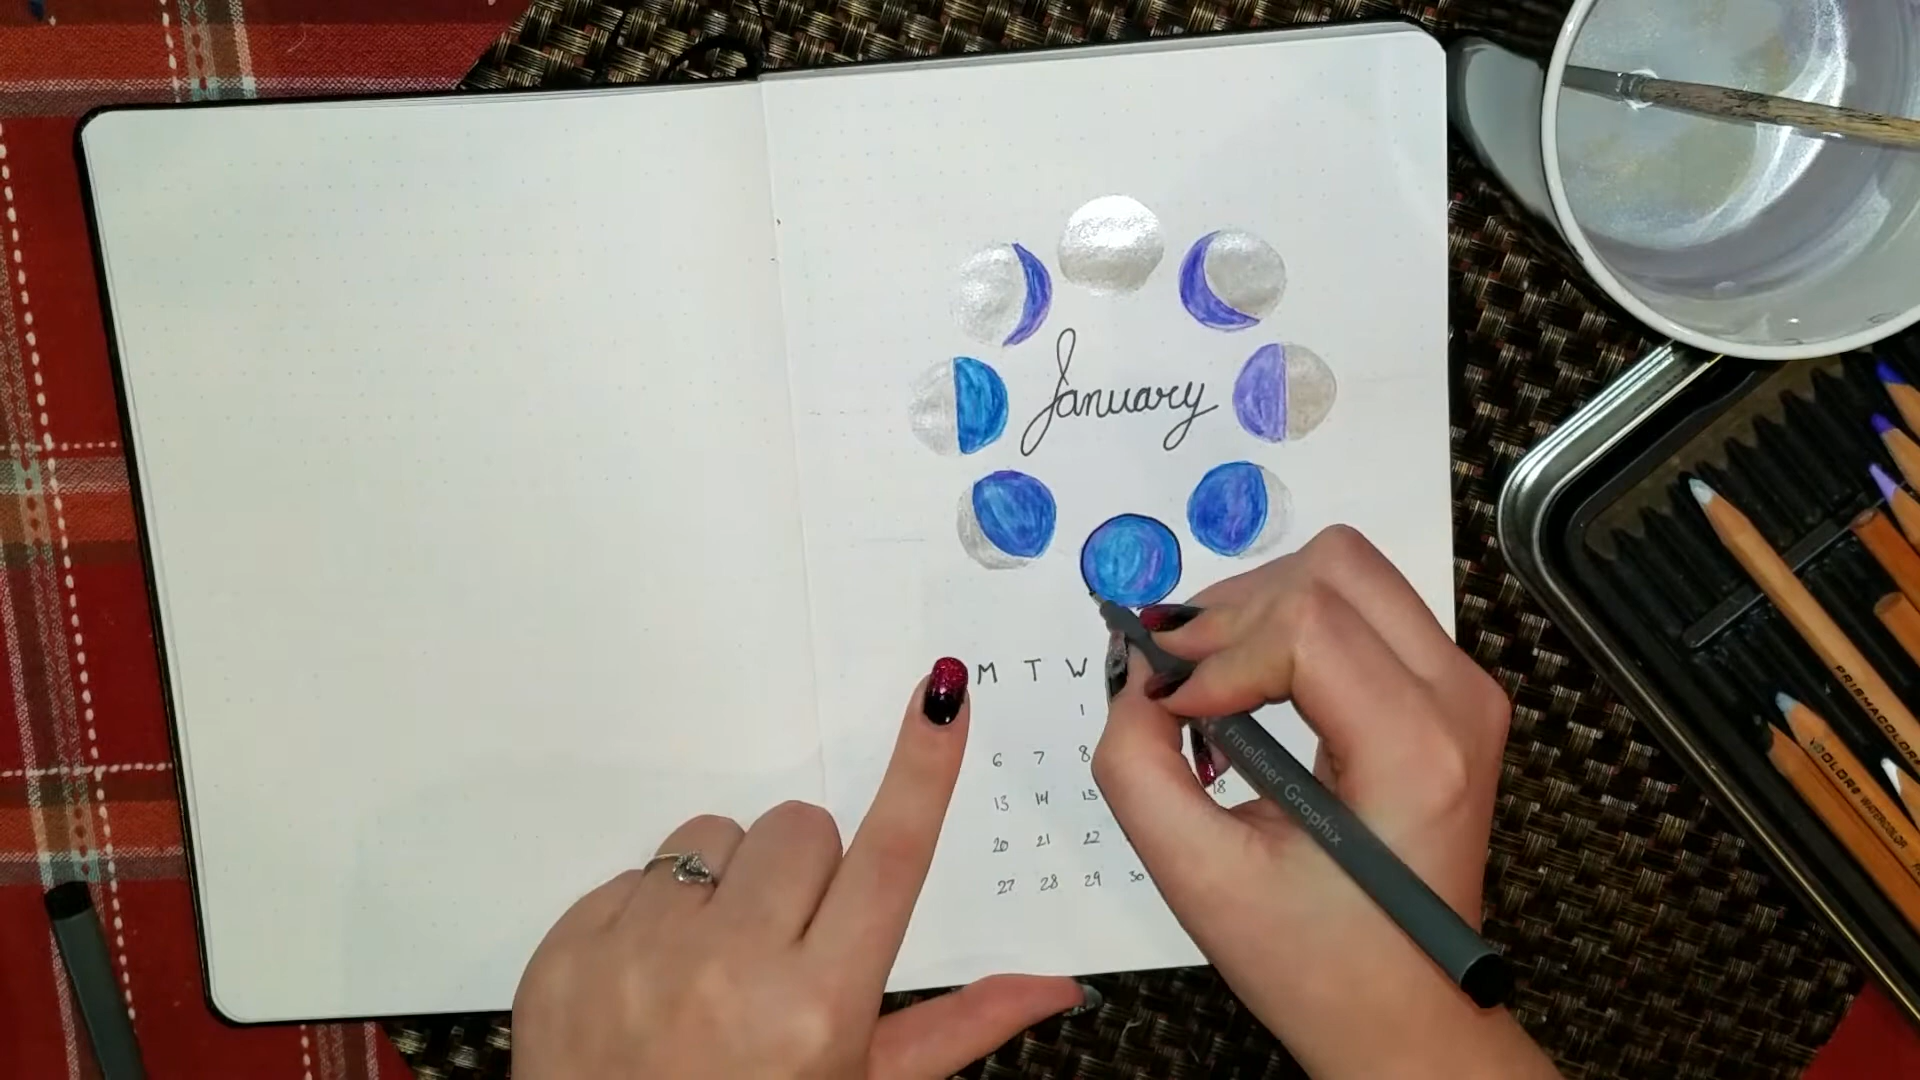 January
M T W
1
6 7 8
13 14 15 18
20 21 22
27 28 29 30
Fineliner Graphix
PRISMACOLOR
WATERCOLOR